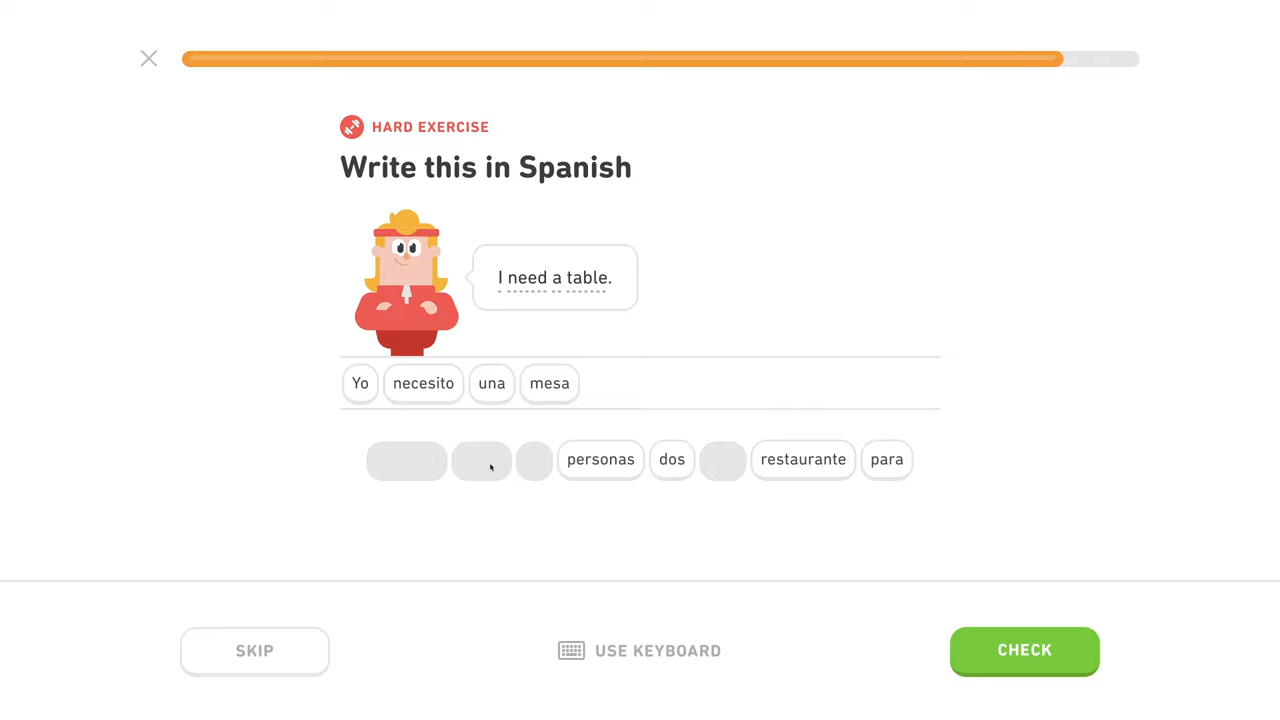 HARD EXERCISE
Write this in Spanish
I need a table.
Yo necesito una mesa
personas dos restaurante para
SKIP USE KEYBOARD CHECK